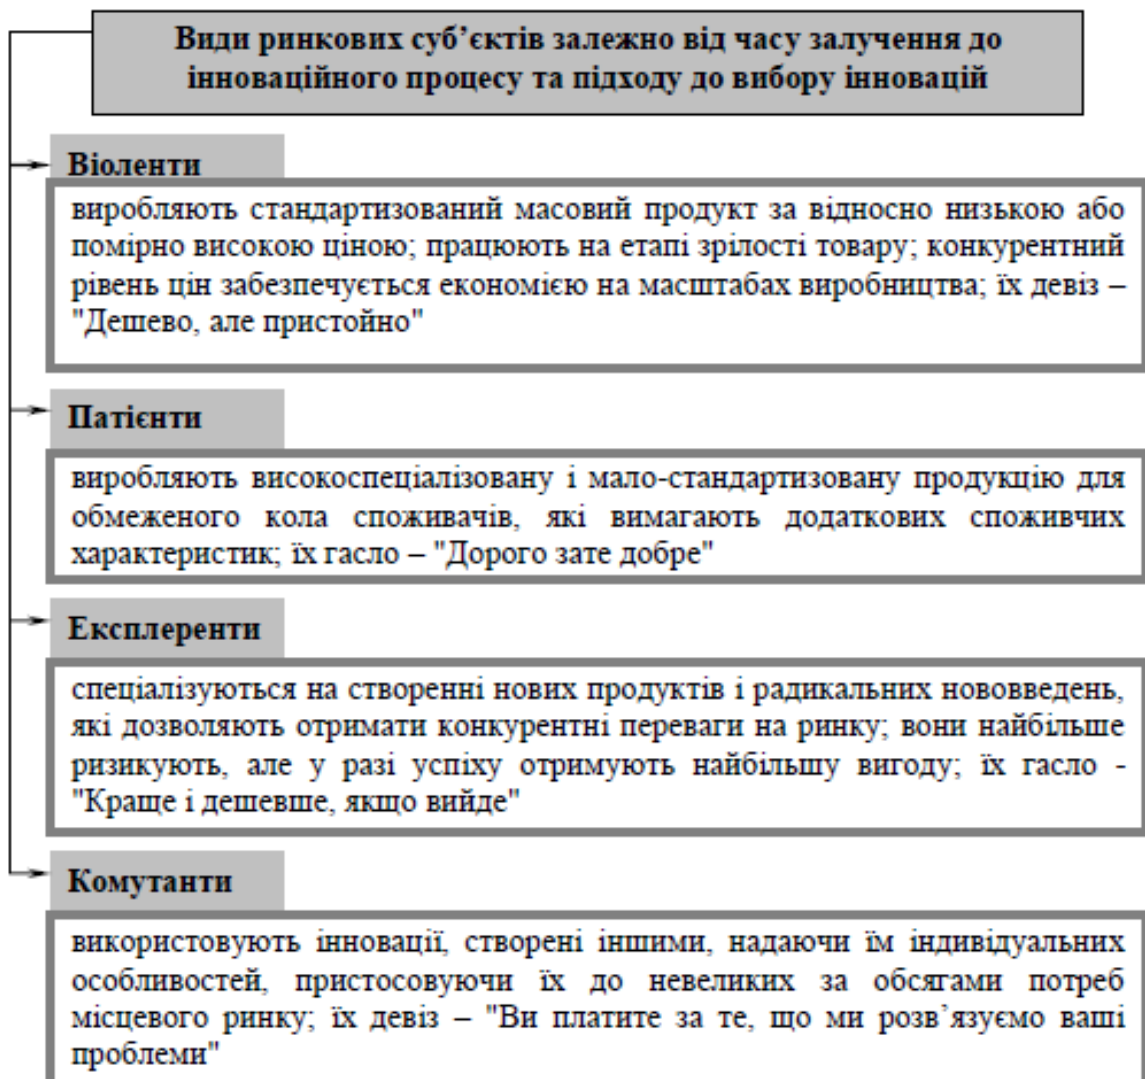 Види ринкових суб’єктів залежно від часу залучення до
інноваційного процесу та підходу до вибору інновацій
Віоленти
виробляють стандартизований масовий продукт за відносно низькою або
помірно високою ціною; працюють на етапі зрілості товару; конкурентний
рівень цін забезпечується економією на масштабах виробництва; їх девіз –
"Дешево, але пристойно"
Патієнти
виробляють високоспеціалізовану і мало-стандартизовану продукцію для
обмеженого кола споживачів, які вимагають додаткових споживчих
характеристик; їх гасло – "Дорого зате добре"
Експлеренти
спеціалізуються на створенні нових продуктів і радикальних нововведень,
які дозволяють отримати конкурентні переваги на ринку; вони найбільше
ризикують, але у разі успіху отримують найбільшу вигоду; їх гасло -
"Краще і дешевше, якщо вийде"
Комутанти
використовують інновації, створені іншими, надаючи їм індивідуальних
особливостей, пристосовуючи їх до невеликих за обсягами потреб
місцевого ринку; їх девіз – "Ви платите за те, що ми розв’язуємо ваші
проблеми"